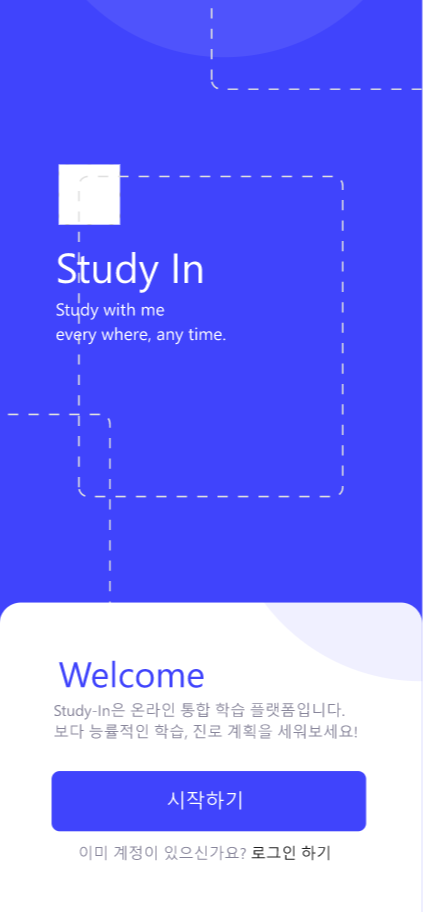 Study In
Study with me
every where, any time.
Welcome
Study-In은 온라인 통합 학습 플랫폼입니다.
보다 능률적인 학습, 진로 계획을 세워보세요!
시작하기
이미 계정이 있으신가요? 로그인 하기